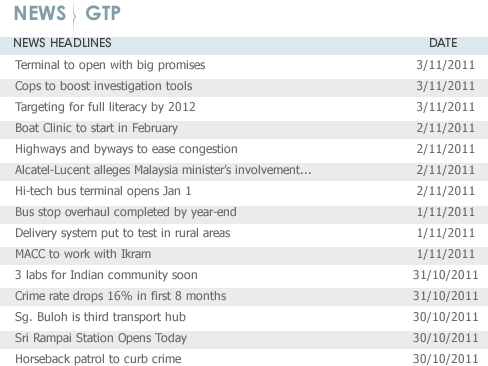 NEWS GTP
NEWS HEADLINES DATE
Terminal to open with big promises 3/11/2011
Cops to boost investigation tools 3/11/2011
Targeting for full literacy by 2012 3/11/2011
Boat Clinic to start in February 2/11/2011
Highways and byways to ease congestion 2/11/2011
Alcatel-Lucent alleges Malaysia minister's involvement... 2/11/2011
Hi-tech bus terminal opens Jan 1 2/11/2011
Bus stop overhaul completed by year-end 1/11/2011
Delivery system put to test in rural areas 1/11/2011
MACC to work with Ikram 1/11/2011
3 labs for Indian community soon 31/10/2011
Crime rate drops 16% in first 8 months 31/10/2011
Sg. Buloh is third transport hub 30/10/2011
Sri Rampai Station Opens Today 30/10/2011
Horseback patrol to curb crime 30/10/2011